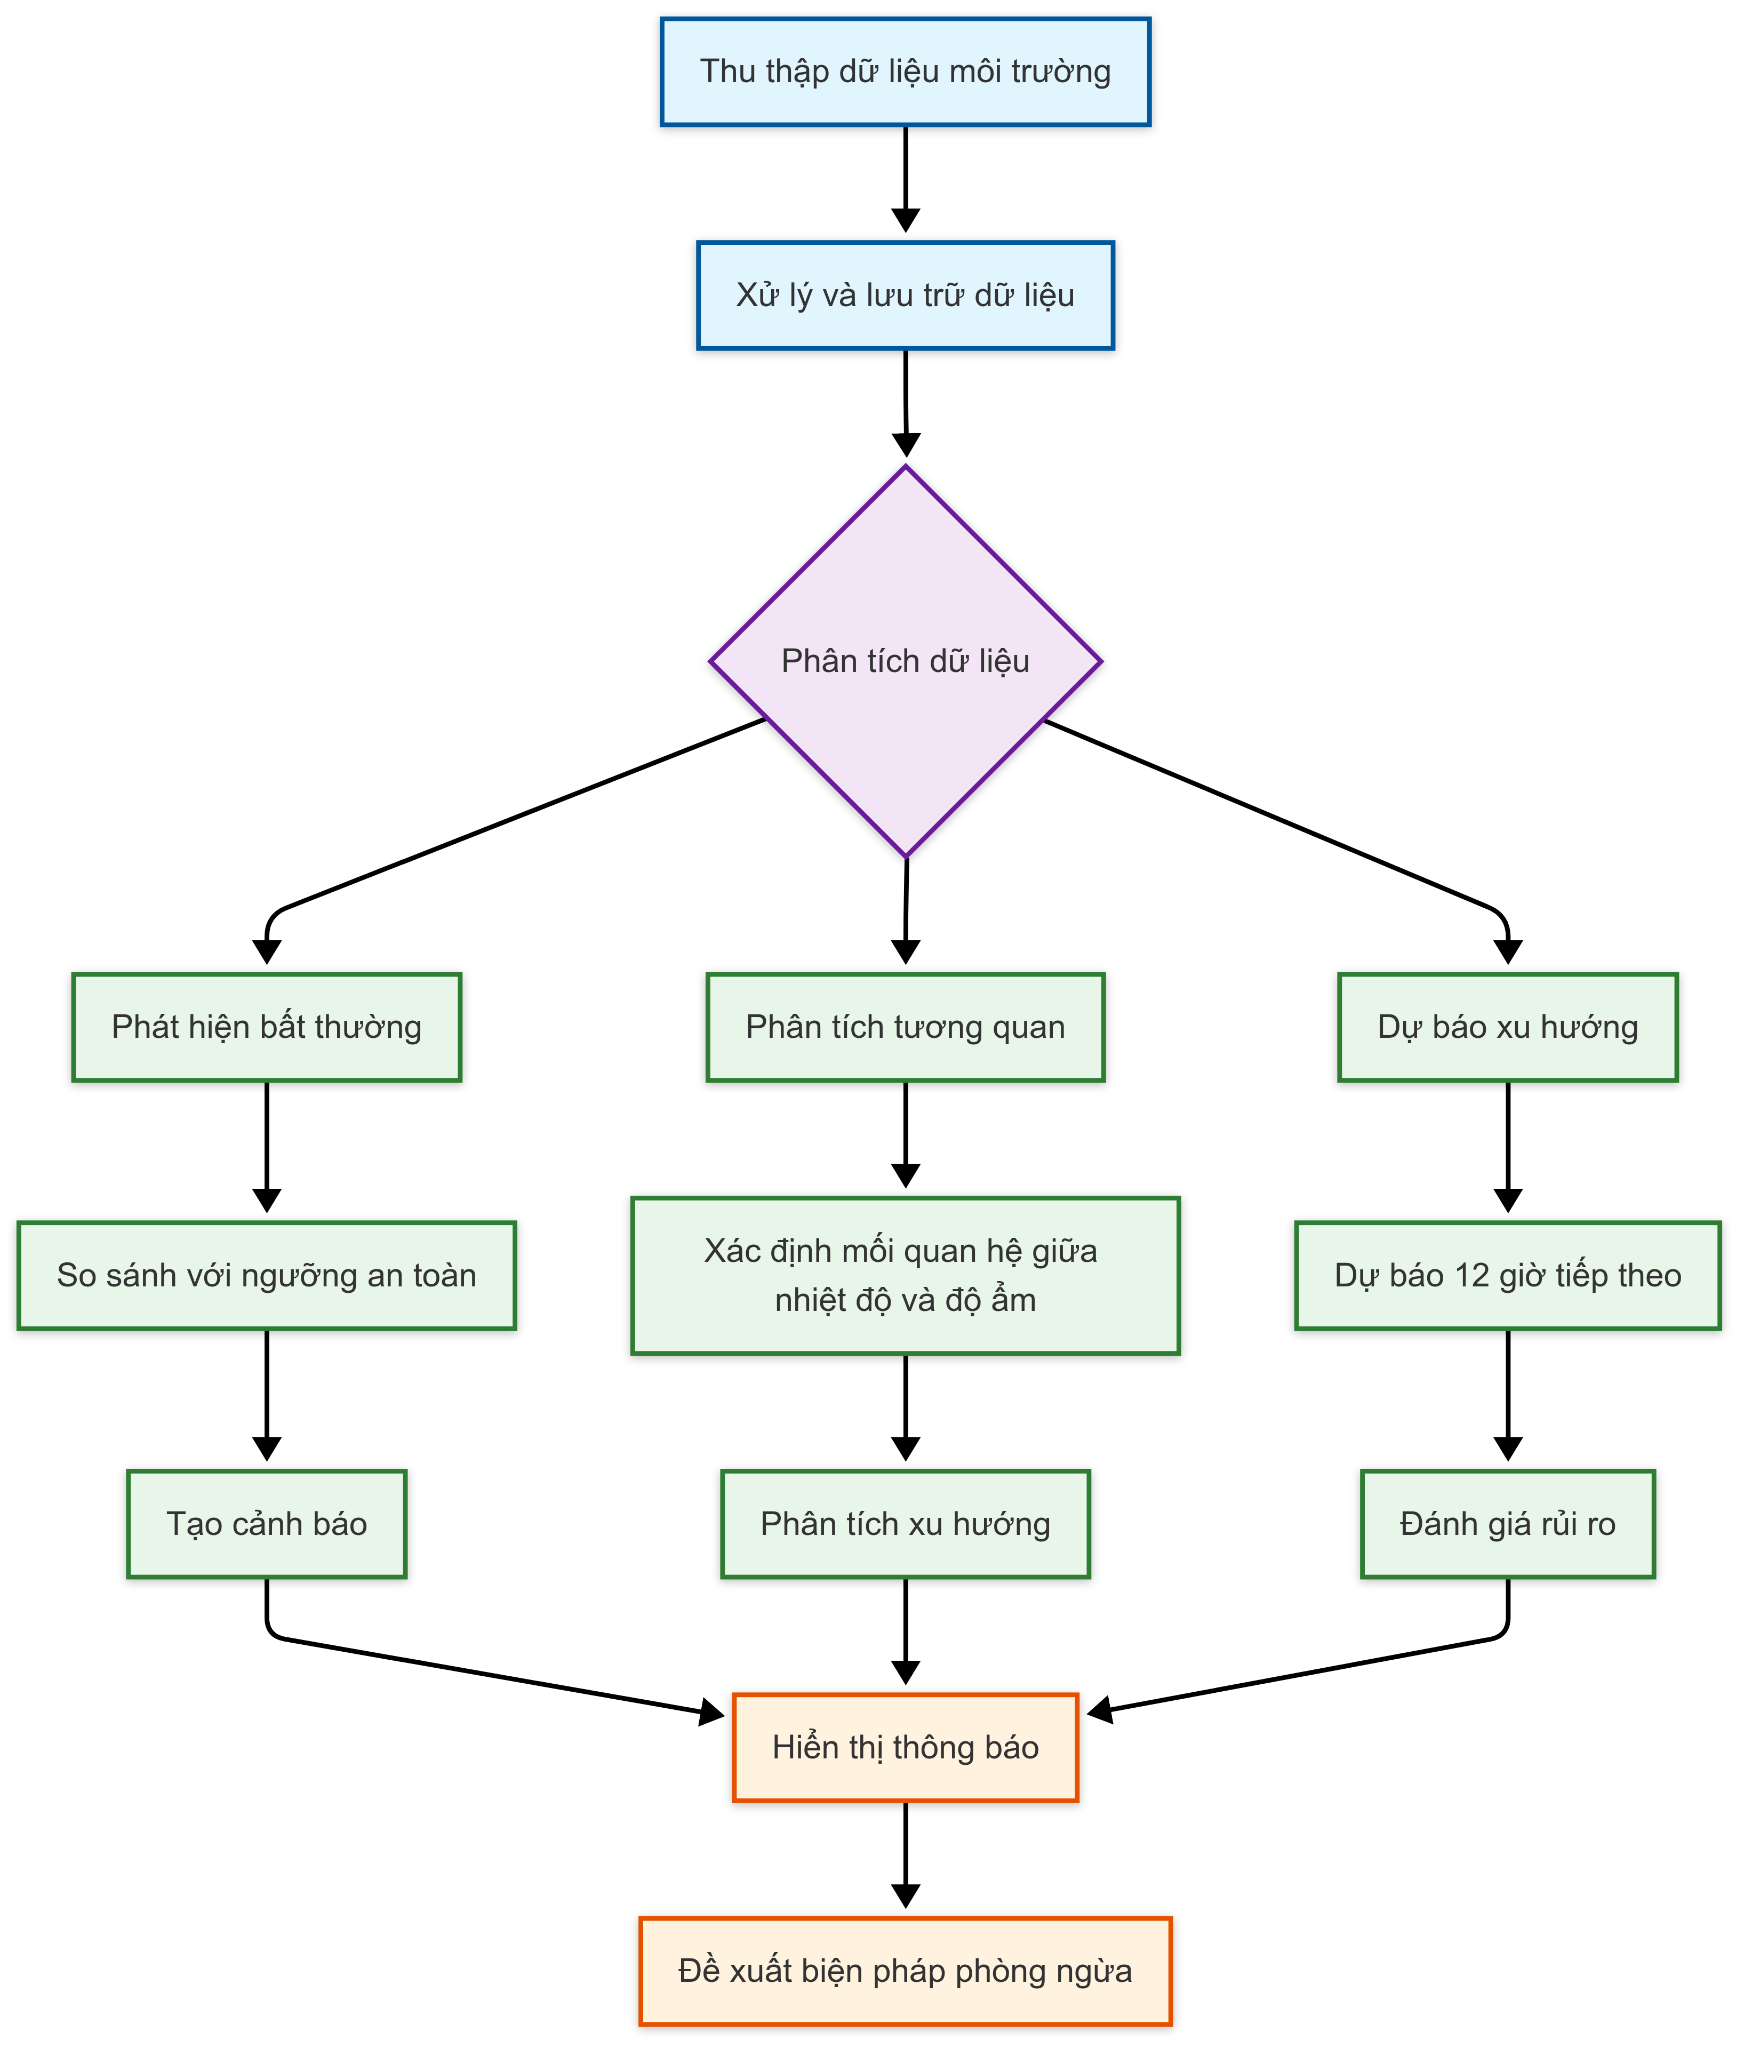 Thu thập dữ liệu môi trường
Xử lý và lưu trữ dữ liệu
Phân tích dữ liệu
Phát hiện bất thường
Phân tích tương quan
Dự báo xu hướng
So sánh với ngưỡng an toàn
Xác định mối quan hệ giữa
nhiệt độ và độ ẩm
Dự báo 12 giờ tiếp theo
Tạo cảnh báo
Phân tích xu hướng
Đánh giá rủi ro
Hiển thị thông báo
Đề xuất biện pháp phòng ngừa